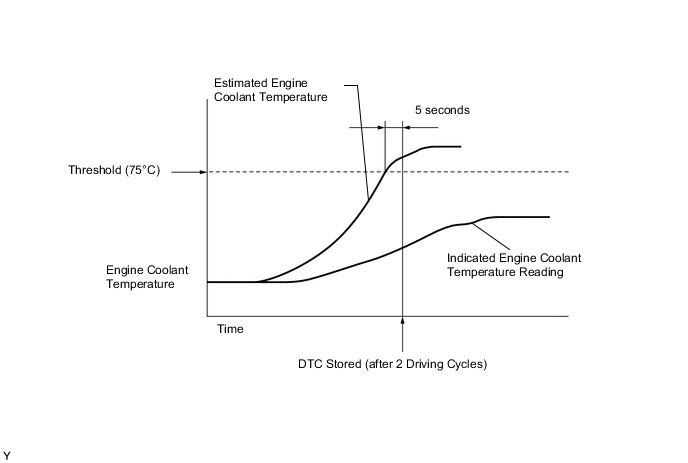 Estimated Engine
Coolant Temperature
5 seconds
Threshold (75°C)
Engine Coolant
Temperature
Indicated Engine Coolant
Temperature Reading
Time
DTC Stored (after 2 Driving Cycles)
Y